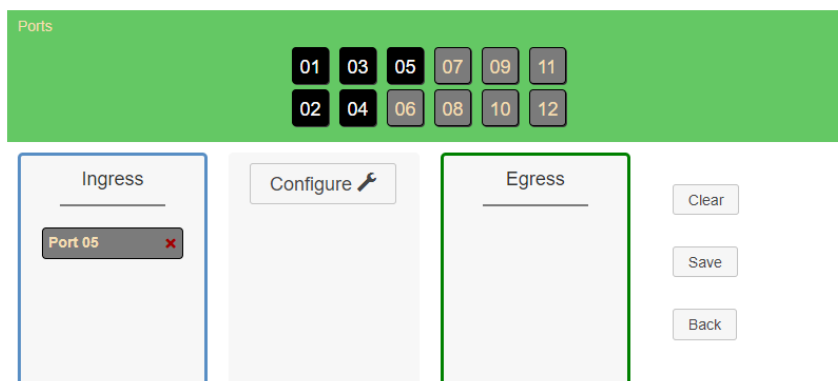 Ports
01 03 05 07 09 11
02 04 06 08 10 12
Ingress
Configure
Egress
Clear
Port 05
Save
Back